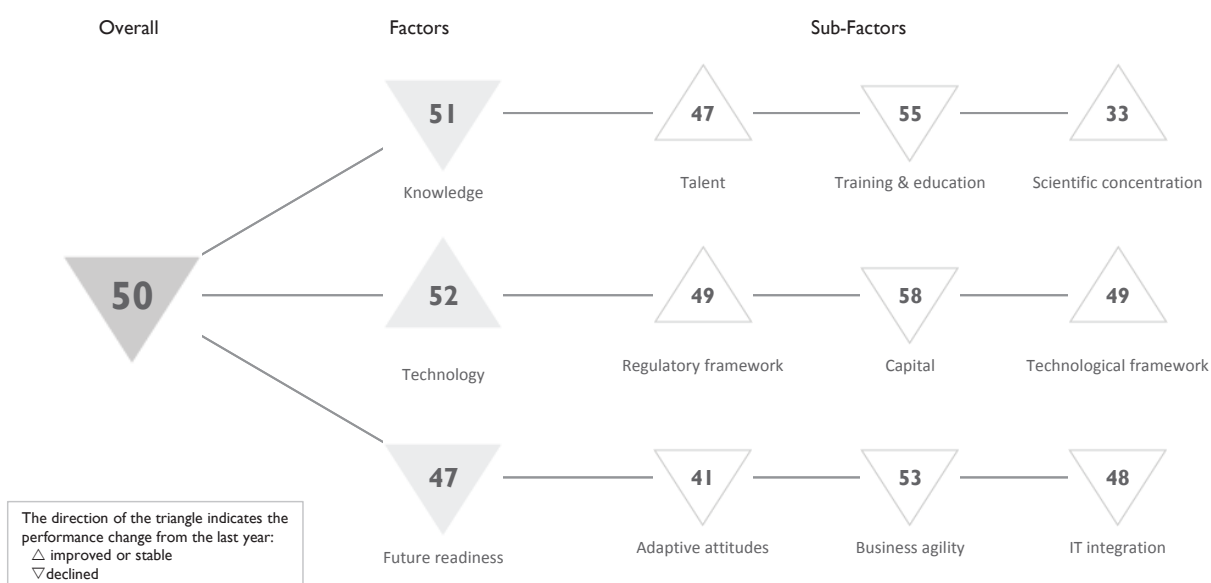 Overall Factors Sub-Factors
51 47 55 33
Knowledge Talent Training & education Scientific concentration
50 52 49 58 49
Technology Regulatory framework Capital Technological framework
47 41 53 48
Future readiness Adaptive attitudes Business agility IT integration
The direction of the triangle indicates the
performance change from the last year:
△ improved or stable
▽ declined